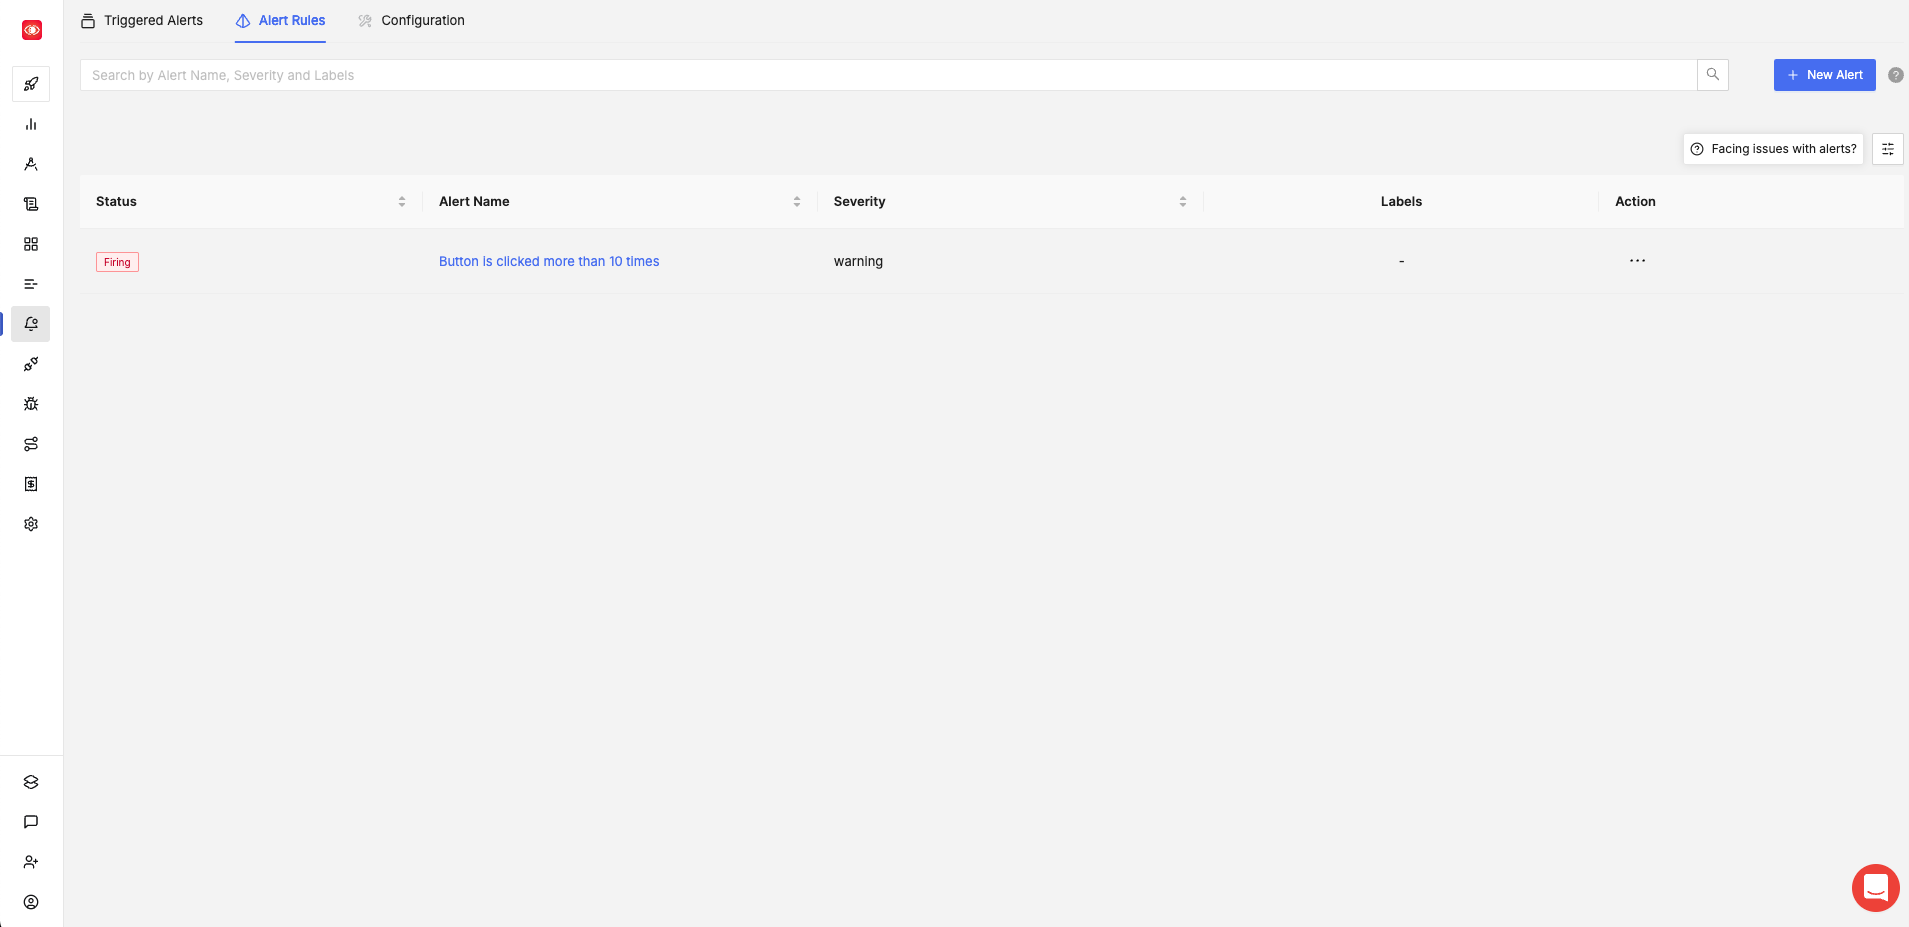 Triggered Alerts
Alert Rules
Configuration
Search by Alert Name, Severity and Labels
New Alert
?
Facing issues with alerts?
Status
Alert Name
Severity
Labels
Action
Firing
Button is clicked more than 10 times
warning
-
...